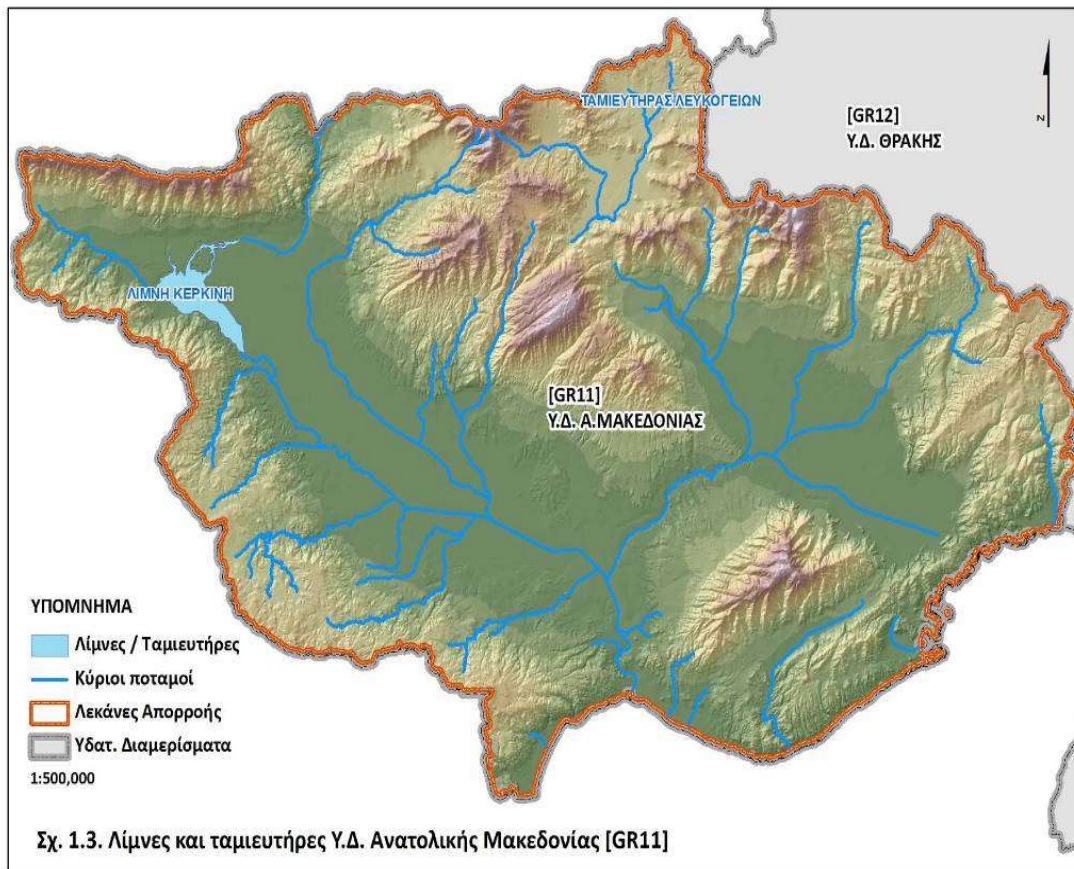 ΤΑΜΙΕΥΤΗΡΑΣ ΛΕΥΚΟΓΕΙΩΝ
[GR12]
Υ.Δ. ΘΡΑΚΗΣ
N
ΛΙΜΝΗ ΚΕΡΚΙΝΗ
[GR11]
Υ.Δ. Α.ΜΑΚΕΔΟΝΙΑΣ
ΥΠΟΜΝΗΜΑ
Λίμνες / Ταμιευτήρες
Κύριοι ποταμοί
Λεκάνες Απορροής
Υδατ. Διαμερίσματα
1:500,000
Σχ. 1.3. Λίμνες και ταμιευτήρες Υ.Δ. Ανατολικής Μακεδονίας [GR11]